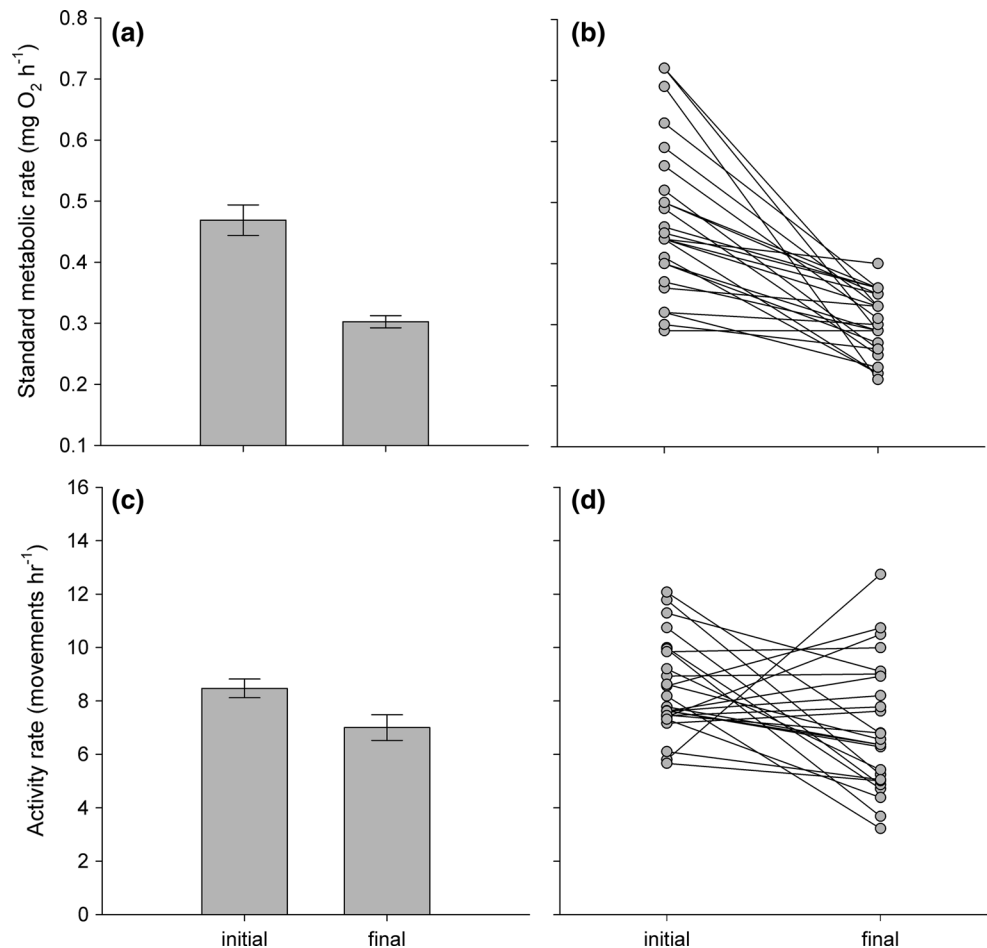 (a)
(b)
Standard metabolic rate (mg O₂ h⁻¹)
0.8
0.7
0.6
0.5
0.4
0.3
0.2
0.1
(c)
(d)
Activity rate (movements hr⁻¹)
16
14
12
10
8
6
4
2
0
initial
final
initial
final